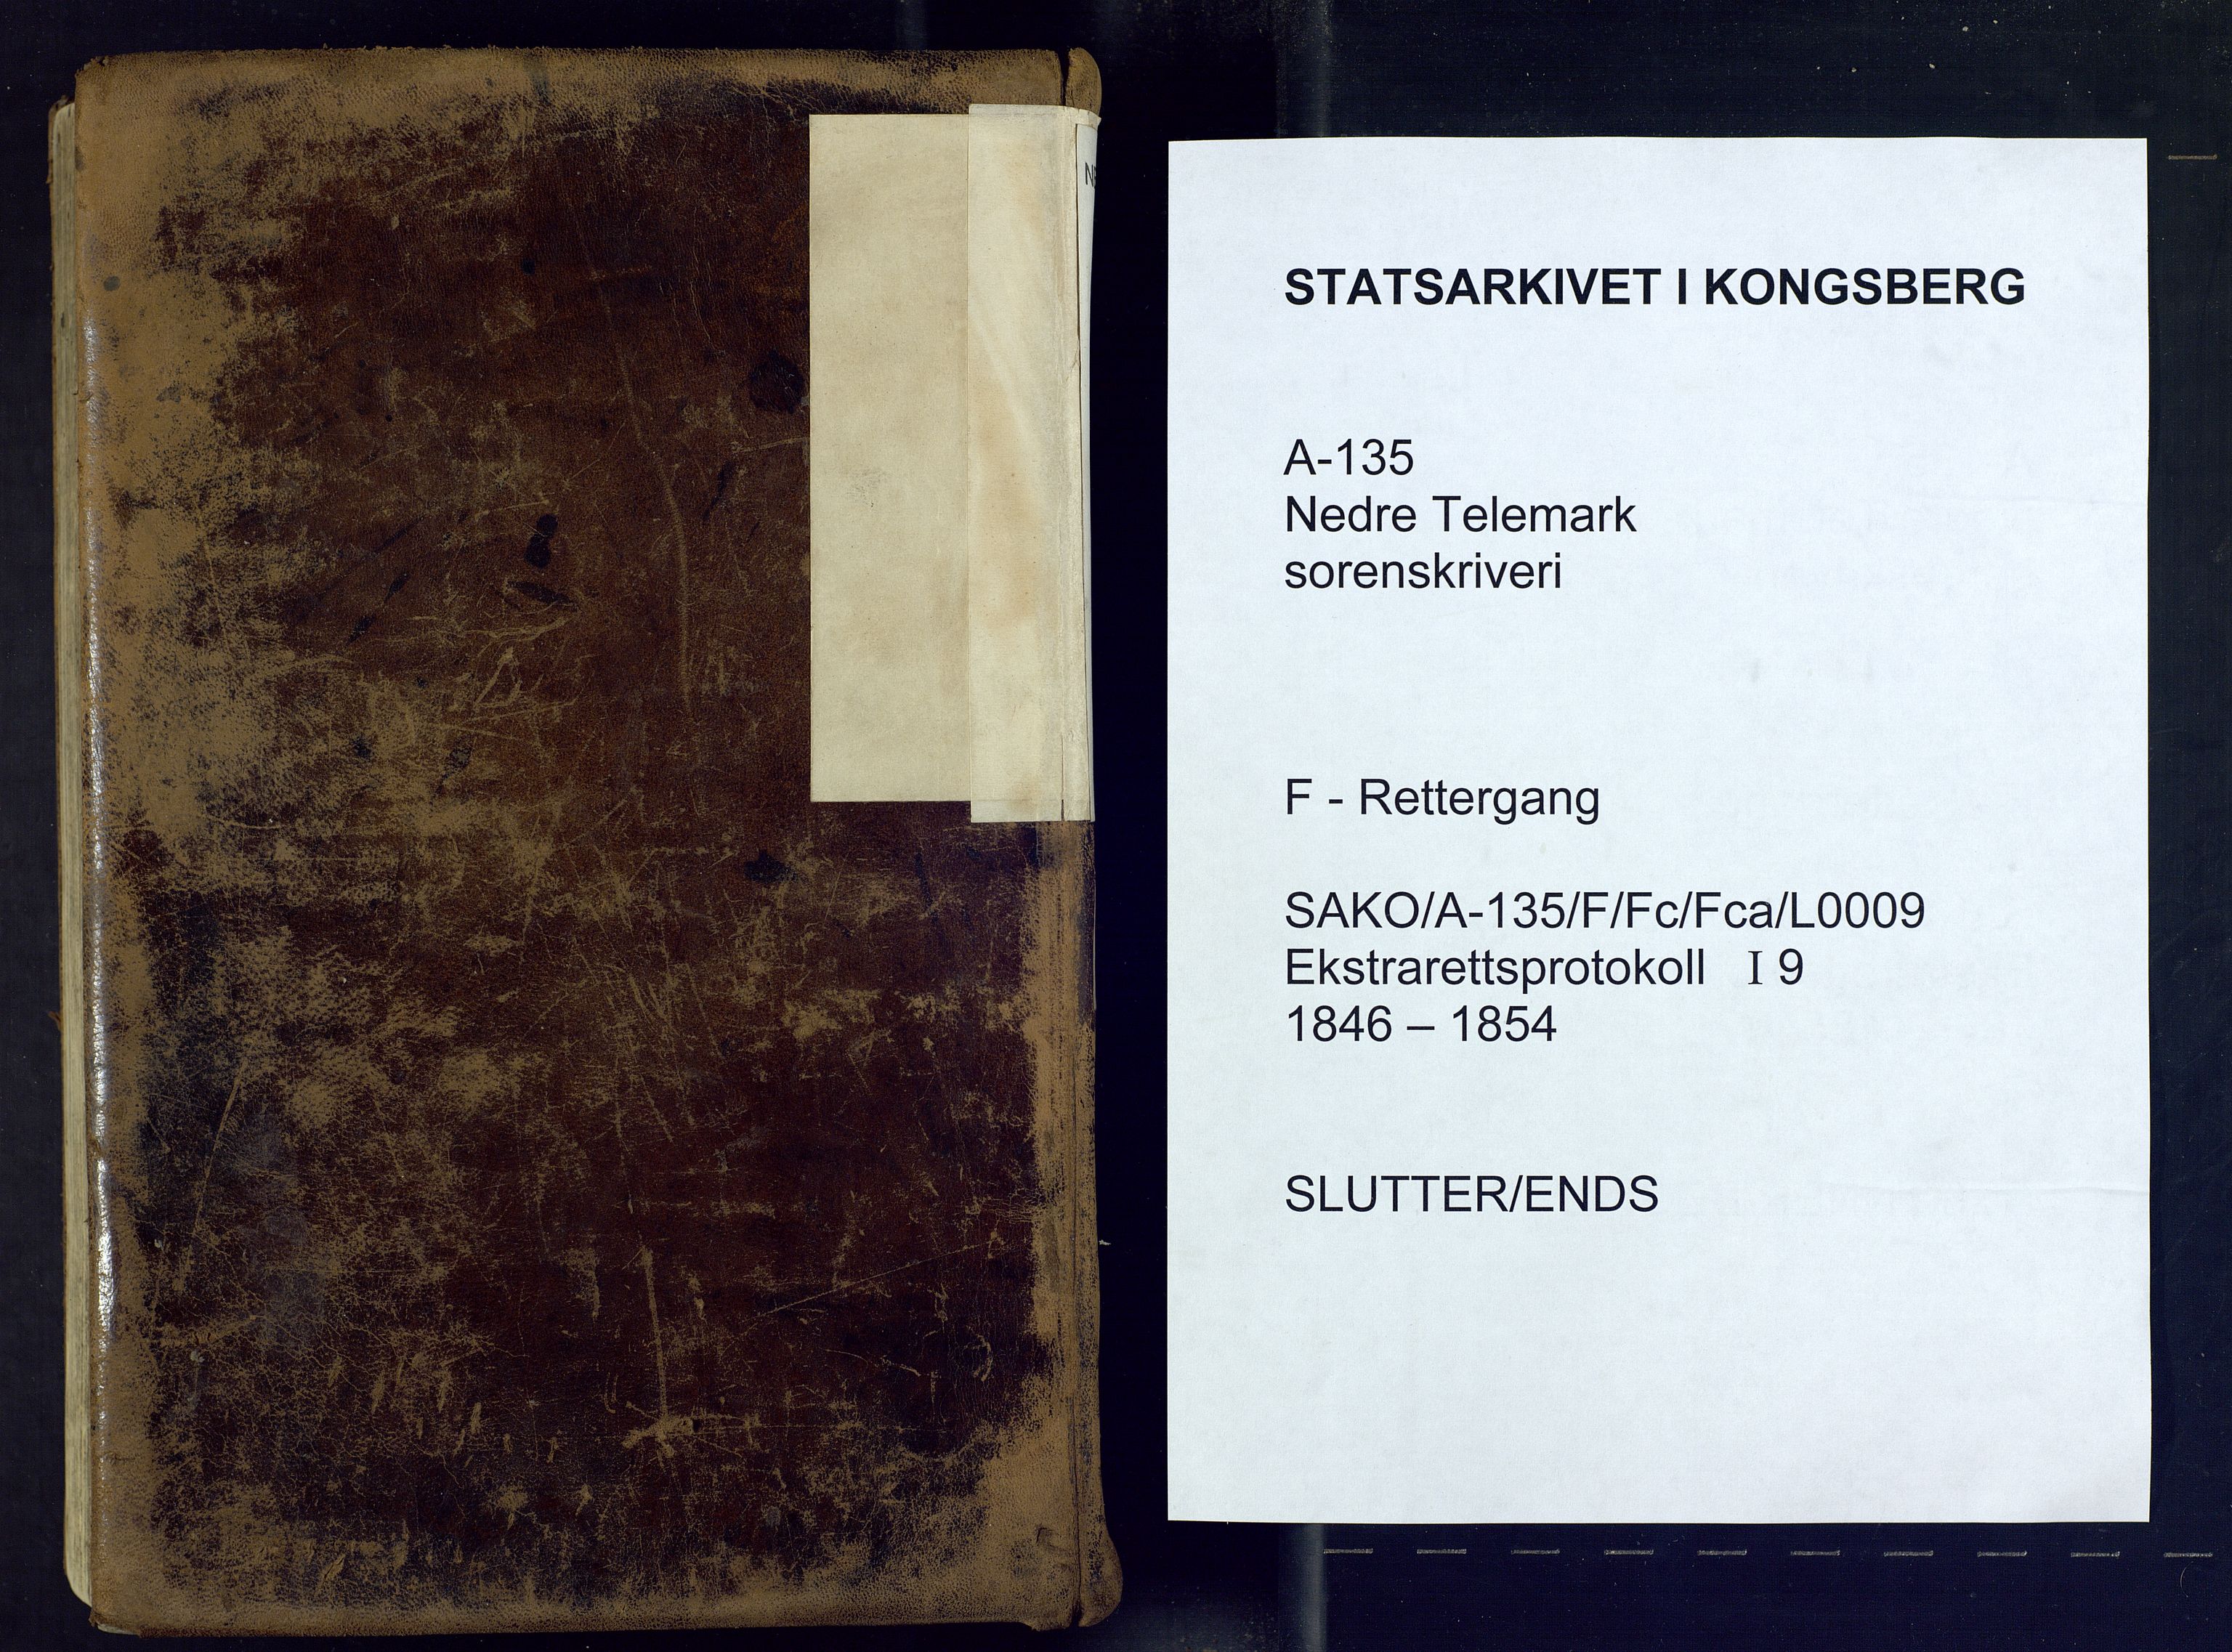 STATSARKIVET I KONGSBERG
A-135
Nedre Telemark
sorenskriveri
F - Rettergang
SAKO/A-135/F/Fc/Fca/L0009
Ekstrarettsprotokoll I 9
1846 – 1854
SLUTTER/ENDS